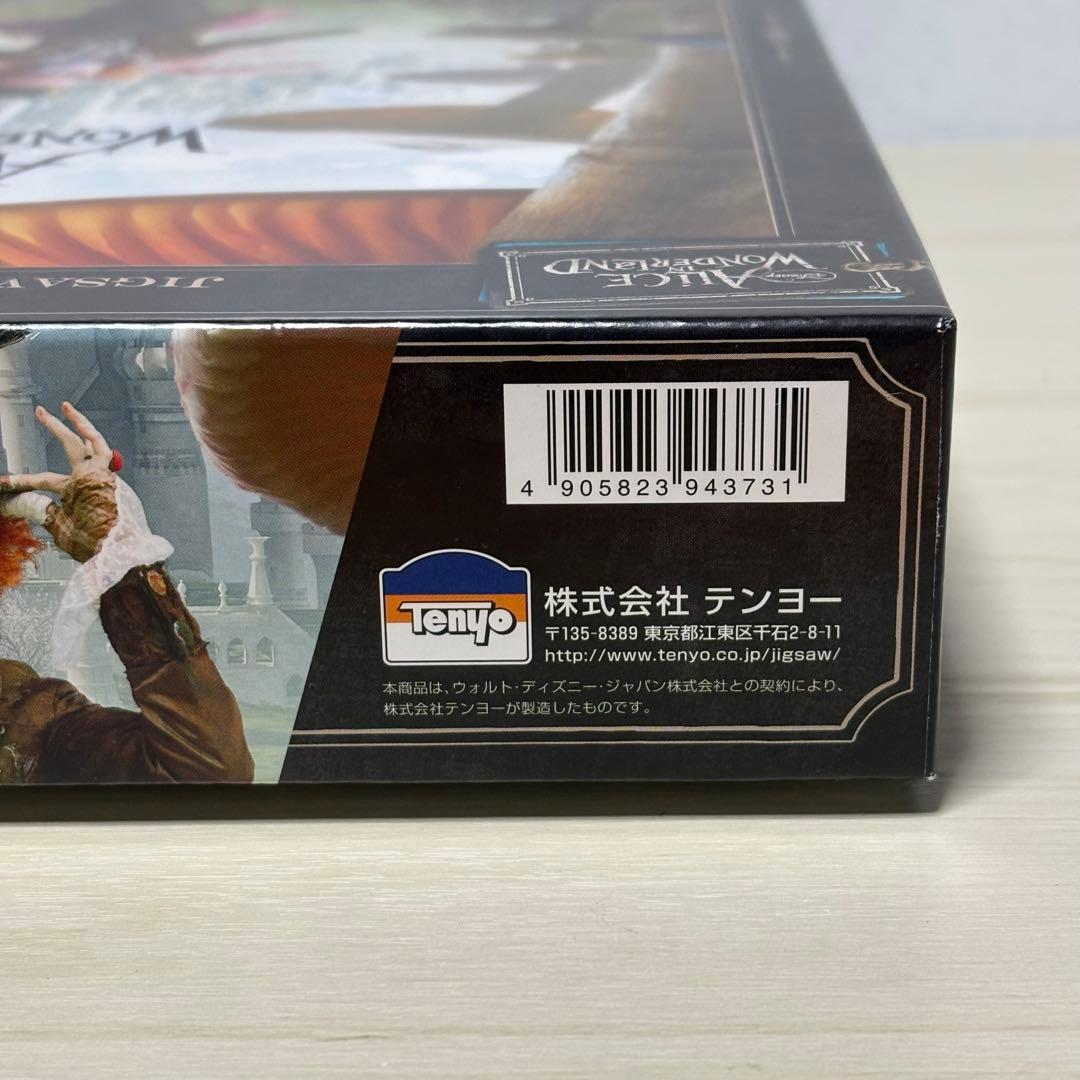 JIGSAW
Disney
ALICE
IN
WONDERLAND
4 905823 943731
Tenyo
株式会社 テンヨー
〒135-8389 東京都江東区千石2-8-11
http://www.tenyo.co.jp/jigsaw/
本商品は、ウォルト・ディズニー・ジャパン株式会社との契約により、
株式会社テンヨーが製造したものです。